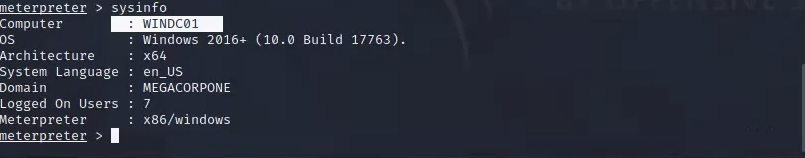 meterpreter > sysinfo
Computer : WINDC01
OS : Windows 2016+ (10.0 Build 17763).
Architecture : x64
System Language : en_US
Domain : MEGACORPONE
Logged On Users : 7
Meterpreter : x86/windows
meterpreter >